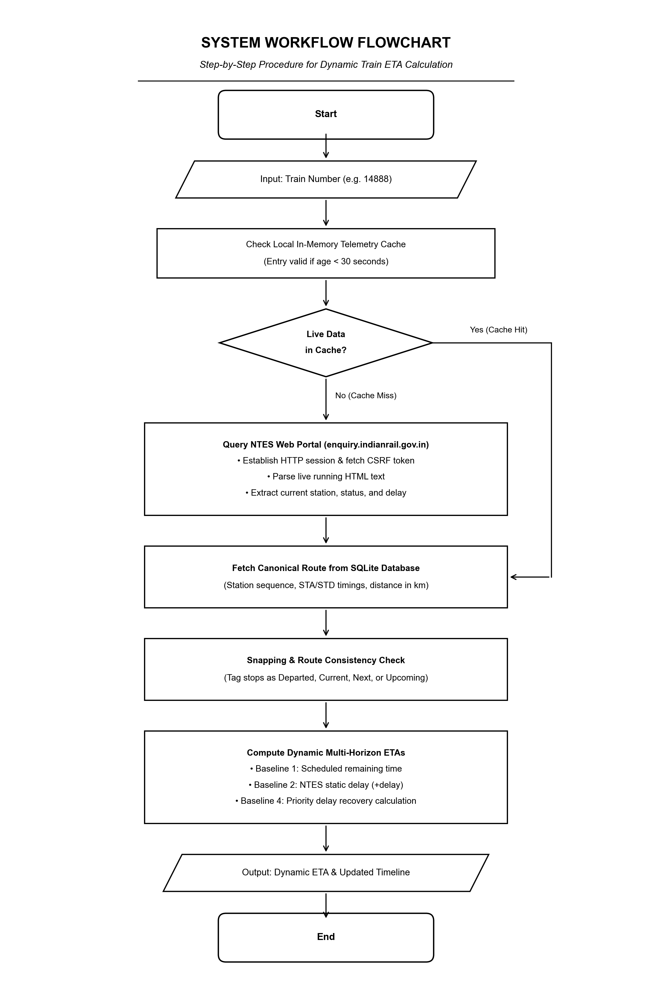 SYSTEM WORKFLOW FLOWCHART
Step-by-Step Procedure for Dynamic Train ETA Calculation
Start
Input: Train Number (e.g. 14888)
Check Local In-Memory Telemetry Cache
(Entry valid if age < 30 seconds)
Live Data
in Cache?
Yes (Cache Hit)
No (Cache Miss)
Query NTES Web Portal (enquiry.indianrail.gov.in)
• Establish HTTP session & fetch CSRF token
• Parse live running HTML text
• Extract current station, status, and delay
Fetch Canonical Route from SQLite Database
(Station sequence, STA/STD timings, distance in km)
Snapping & Route Consistency Check
(Tag stops as Departed, Current, Next, or Upcoming)
Compute Dynamic Multi-Horizon ETAs
• Baseline 1: Scheduled remaining time
• Baseline 2: NTES static delay (+delay)
• Baseline 4: Priority delay recovery calculation
Output: Dynamic ETA & Updated Timeline
End